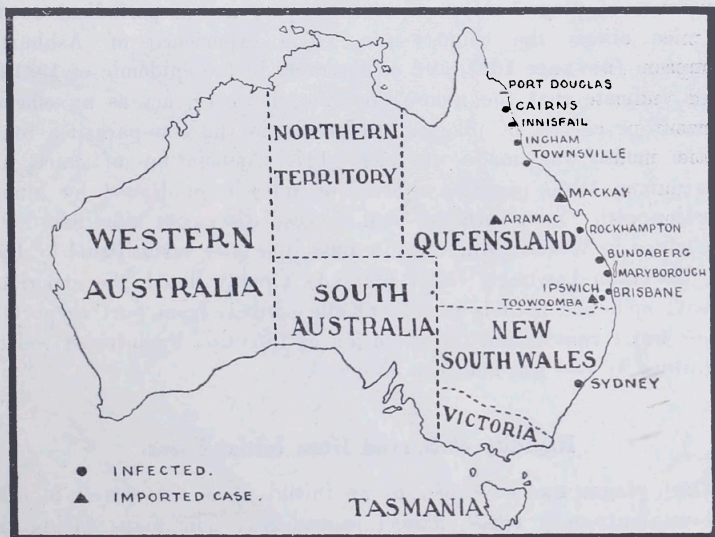 PORT DOUGLAS
CAIRNS
INNISFAIL
INGHAM
TOWNSVILLE
NORTHERN
TERRITORY
MACKAY
ARAMAC
ROCKHAMPTON
WESTERN
AUSTRALIA
QUEENSLAND
BUNDABERG
MARYBOROUGH
IPSWICH
BRISBANE
TOOWOOMBA
SOUTH
AUSTRALIA
NEW
SOUTH WALES
SYDNEY
VICTORIA
INFECTED.
IMPORTED CASE.
TASMANIA